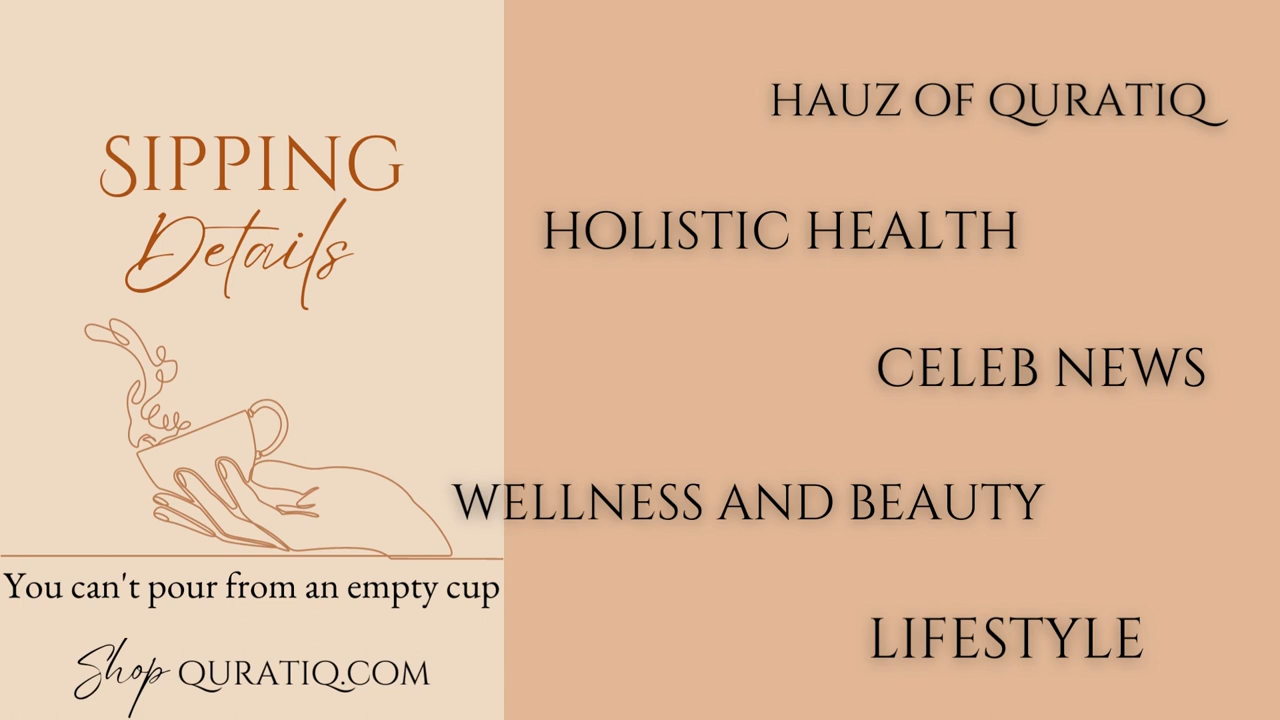 SIPPING
Details
You can't pour from an empty cup
Shop QURATIQ.COM
HAUZ OF QURATIQ
HOLISTIC HEALTH
CELEB NEWS
WELLNESS AND BEAUTY
LIFESTYLE